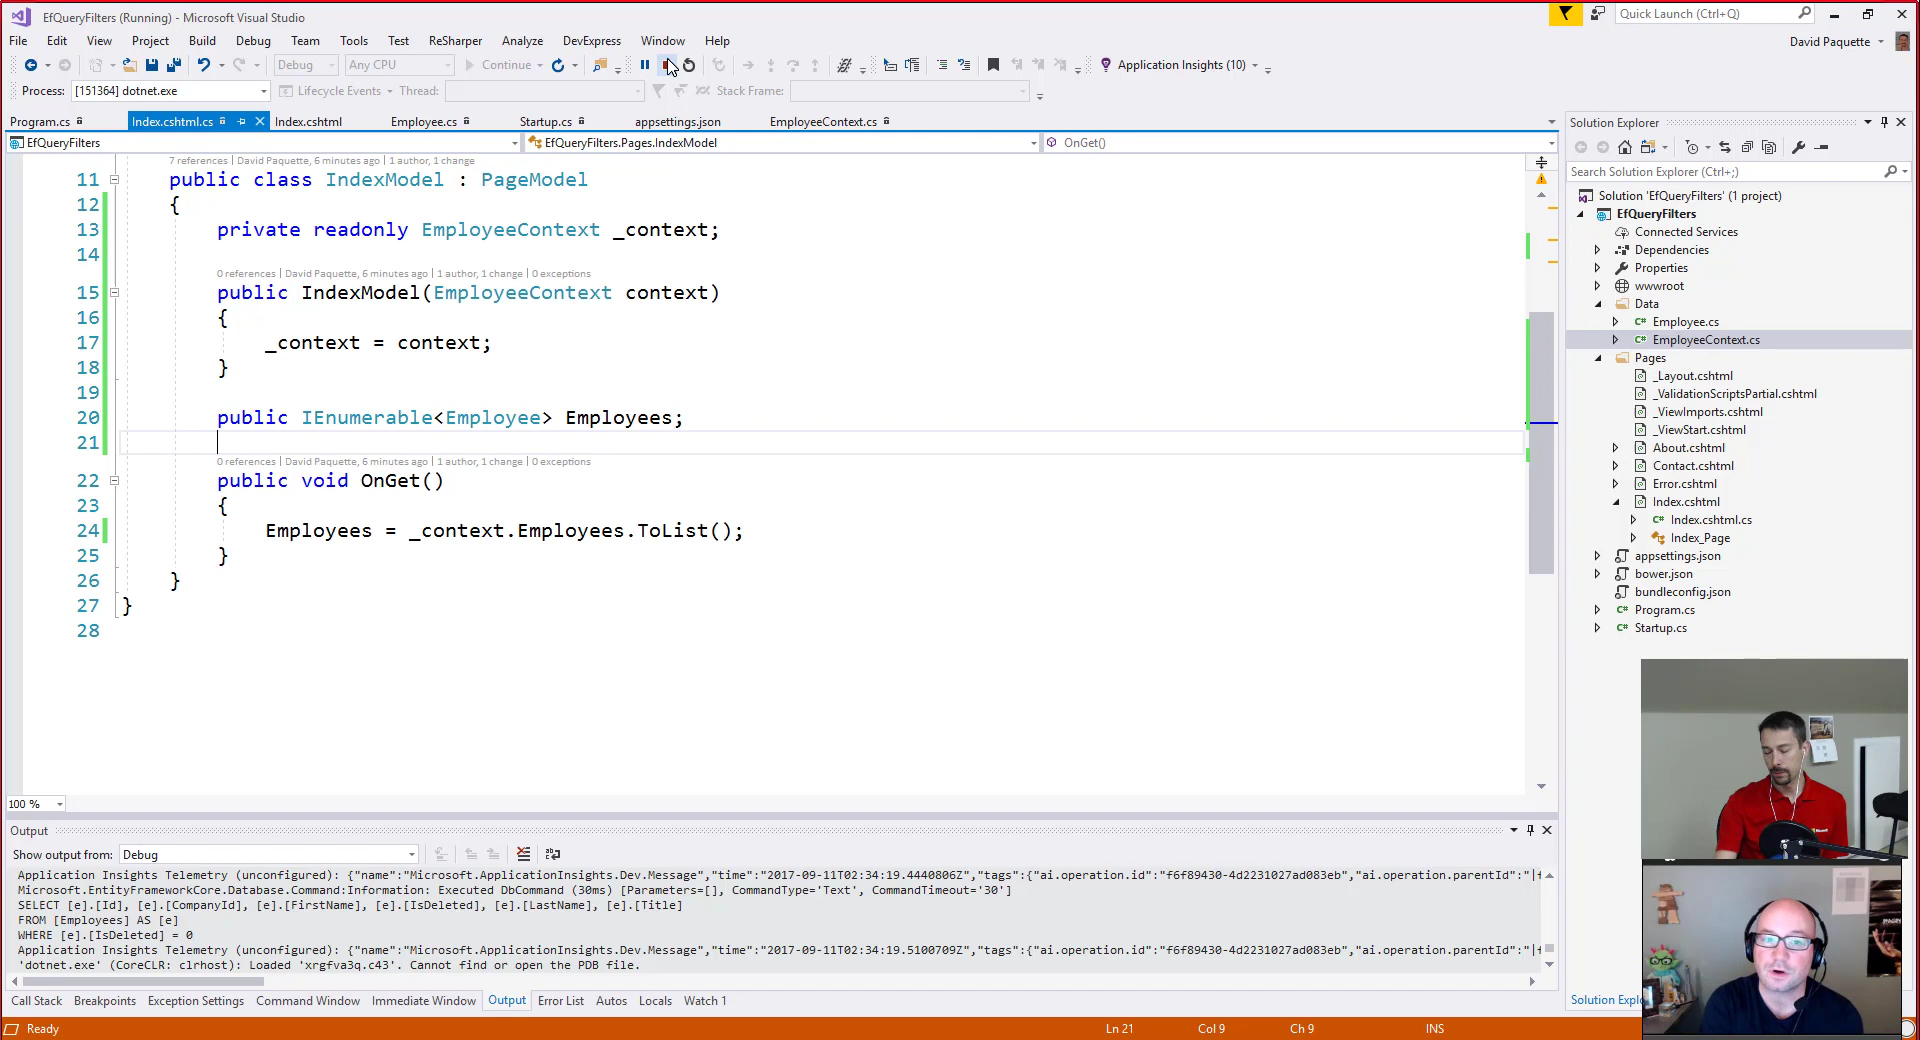 EfQueryFilters (Running) - Microsoft Visual Studio
Quick Launch (Ctrl+Q)
File Edit View Project Build Debug Team Tools Test ReSharper Analyze DevExpress Window Help
David Paquette
Debug Any CPU Continue Application Insights (10)
Process: [151364] dotnet.exe Lifecycle Events Thread: Stack Frame:
Program.cs Index.cshtml.cs Index.cshtml Employee.cs Startup.cs appsettings.json EmployeeContext.cs
EfQueryFilters EfQueryFilters.Pages.IndexModel OnGet()
7 references | David Paquette, 6 minutes ago | 1 author, 1 change
11 public class IndexModel : PageModel
12 {
13 private readonly EmployeeContext _context;
14
0 references | David Paquette, 6 minutes ago | 1 author, 1 change | 0 exceptions
15 public IndexModel(EmployeeContext context)
16 {
17 _context = context;
18 }
19
20 public IEnumerable<Employee> Employees;
21
0 references | David Paquette, 6 minutes ago | 1 author, 1 change | 0 exceptions
22 public void OnGet()
23 {
24 Employees = _context.Employees.ToList();
25 }
26 }
27 }
28
100 %
Output
Show output from: Debug
Application Insights Telemetry (unconfigured): {"name":"Microsoft.ApplicationInsights.Dev.Message","time":"2017-09-11T02:34:19.4440806Z","tags":{"ai.operation.id":"f6f89430-4d2231027ad083eb","ai.operation.parentId":"|f
Microsoft.EntityFrameworkCore.Database.Command:Information: Executed DbCommand (30ms) [Parameters=[], CommandType='Text', CommandTimeout='30']
SELECT [e].[Id], [e].[CompanyId], [e].[FirstName], [e].[IsDeleted], [e].[LastName], [e].[Title]
FROM [Employees] AS [e]
WHERE [e].[IsDeleted] = 0
Application Insights Telemetry (unconfigured): {"name":"Microsoft.ApplicationInsights.Dev.Message","time":"2017-09-11T02:34:19.5100709Z","tags":{"ai.operation.id":"f6f89430-4d2231027ad083eb","ai.operation.parentId":"|f
'dotnet.exe' (CoreCLR: clrhost): Loaded 'xrgfva3q.c43'. Cannot find or open the PDB file.
Call Stack Breakpoints Exception Settings Command Window Immediate Window Output Error List Autos Locals Watch 1
Ready Ln 21 Col 9 Ch 9 INS
Solution Explorer
Search Solution Explorer (Ctrl+;)
Solution 'EfQueryFilters' (1 project)
EfQueryFilters
Connected Services
Dependencies
Properties
wwwroot
Data
C# Employee.cs
C# EmployeeContext.cs
Pages
_Layout.cshtml
_ValidationScriptsPartial.cshtml
_ViewImports.cshtml
_ViewStart.cshtml
About.cshtml
Contact.cshtml
Error.cshtml
Index.cshtml
Index.cshtml.cs
Index_Page
appsettings.json
bower.json
bundleconfig.json
C# Program.cs
C# Startup.cs
Solution Explo